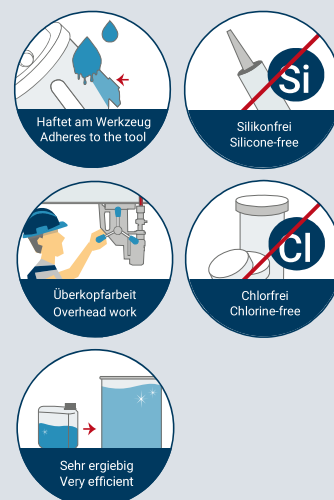 Haftet am Werkzeug
Adheres to the tool
Si
Silikonfrei
Silicone-free
Überkopfarbeit
Overhead work
Cl
Chlorfrei
Chlorine-free
Sehr ergiebig
Very efficient